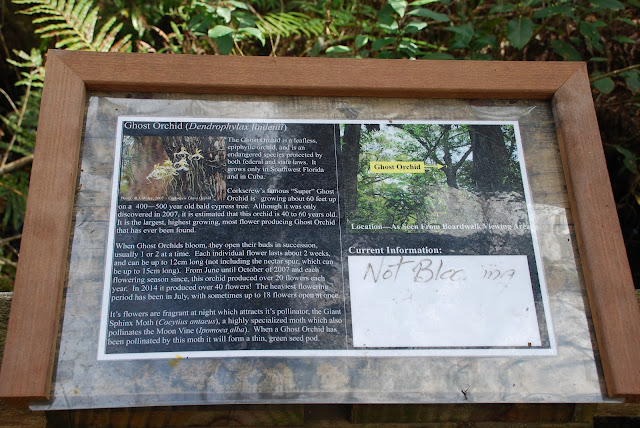 Ghost Orchid (Dendrophylax lindenii)
The Ghost Orchid is a leafless,
epiphytic orchid, and is an
endangered species protected by
both federal and state laws. It
grows only in Southwest Florida
and in Cuba.
Corkscrew's famous "Super" Ghost
Orchid is growing about 60 feet up
on a 400—500 year old bald cypress tree. Although it was only
discovered in 2007, it is estimated that this orchid is 40 to 60 years old.
It is the largest, highest growing, most flower producing Ghost Orchid
that has ever been found.
When Ghost Orchids bloom, they open their buds in succession,
usually 1 or 2 at a time. Each individual flower lasts about 2 weeks,
and can be up to 12cm long (not including the nectar spur, which can
be up to 15cm long). From June until October of 2007 and each
flowering season since, this orchid produced over 20 flowers each
year. In 2014 it produced over 40 flowers! The heaviest flowering
period has been in July, with sometimes up to 18 flowers open at once.
It's flowers are fragrant at night which attracts it's pollinator, the Giant
Sphinx Moth (Cocytius antaeus), a highly specialized moth which also
pollinates the Moon Vine (Ipomoea alba). When a Ghost Orchid has
been pollinated by this moth it will form a thin, green seed pod.
Ghost Orchid
Location—As Seen From Boardwalk Viewing Area
Current Information:
Not Bloo ing